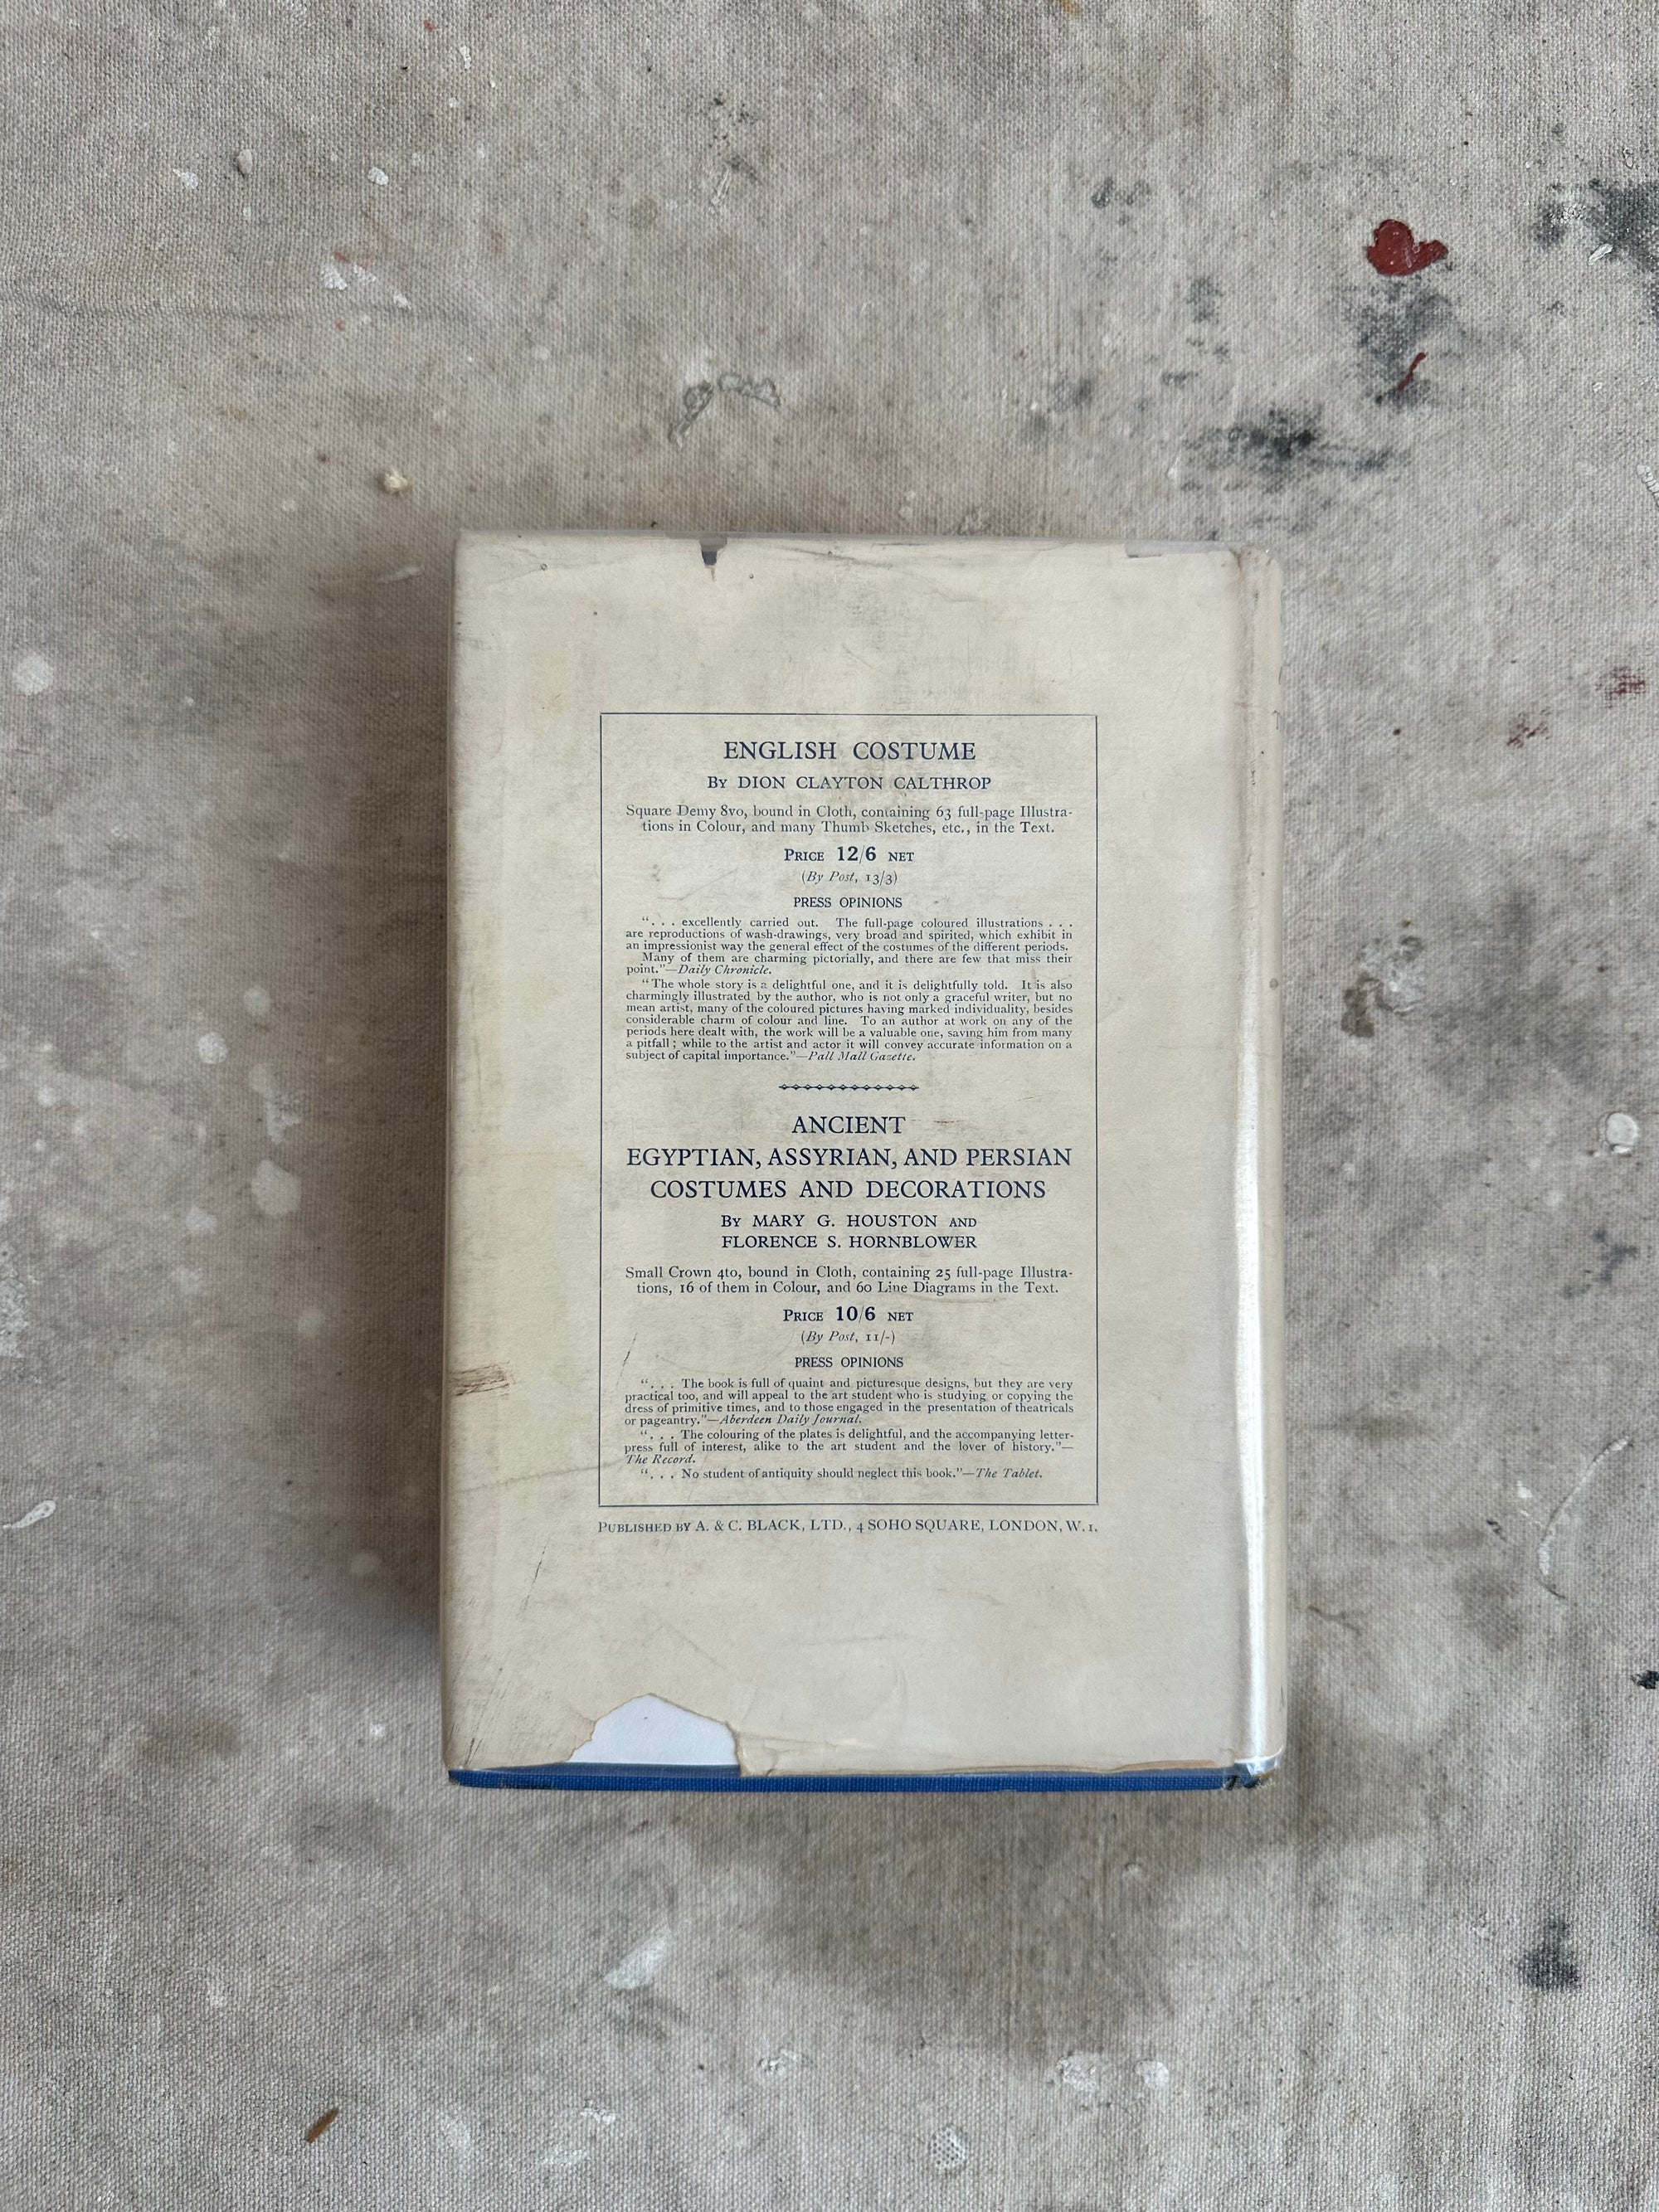 ENGLISH COSTUME
By DION CLAYTON CALTHROP
Square Demy 8vo, bound in Cloth, containing 63 full-page Illustra-
tions in Colour, and many Thumb Sketches, etc., in the Text.
PRICE 12/6 NET
(By Post, 13/3)
PRESS OPINIONS
“. . . excellently carried out. The full-page coloured illustrations . . .
are reproductions of wash-drawings, very broad and spirited, which exhibit in
an impressionist way the general effect of the costumes of the different periods.
Many of them are charming pictorially, and there are few that miss their
point.”—Daily Chronicle.
“The whole story is a delightful one, and it is delightfully told. It is also
charmingly illustrated by the author, who is not only a graceful writer, but no
mean artist, many of the coloured pictures having marked individuality, besides
considerable charm of colour and line. To an author at work on any of the
periods here dealt with, the work will be a valuable one, saving him from many
a pitfall ; while to the artist and actor it will convey accurate information on a
subject of capital importance.”—Pall Mall Gazette.
ANCIENT
EGYPTIAN, ASSYRIAN, AND PERSIAN
COSTUMES AND DECORATIONS
By MARY G. HOUSTON AND
FLORENCE S. HORNBLOWER
Small Crown 4to, bound in Cloth, containing 25 full-page Illustra-
tions, 16 of them in Colour, and 60 Line Diagrams in the Text.
PRICE 10/6 NET
(By Post, 11/-)
PRESS OPINIONS
“. . . The book is full of quaint and picturesque designs, but they are very
practical too, and will appeal to the art student who is studying or copying the
dress of primitive times, and to those engaged in the presentation of theatricals
or pageantry.”—Aberdeen Daily Journal.
“. . . The colouring of the plates is delightful, and the accompanying letter-
press full of interest, alike to the art student and the lover of history.”—
The Record.
“. . . No student of antiquity should neglect this book.”—The Tablet.
PUBLISHED BY A. & C. BLACK, LTD., 4 SOHO SQUARE, LONDON, W. 1.